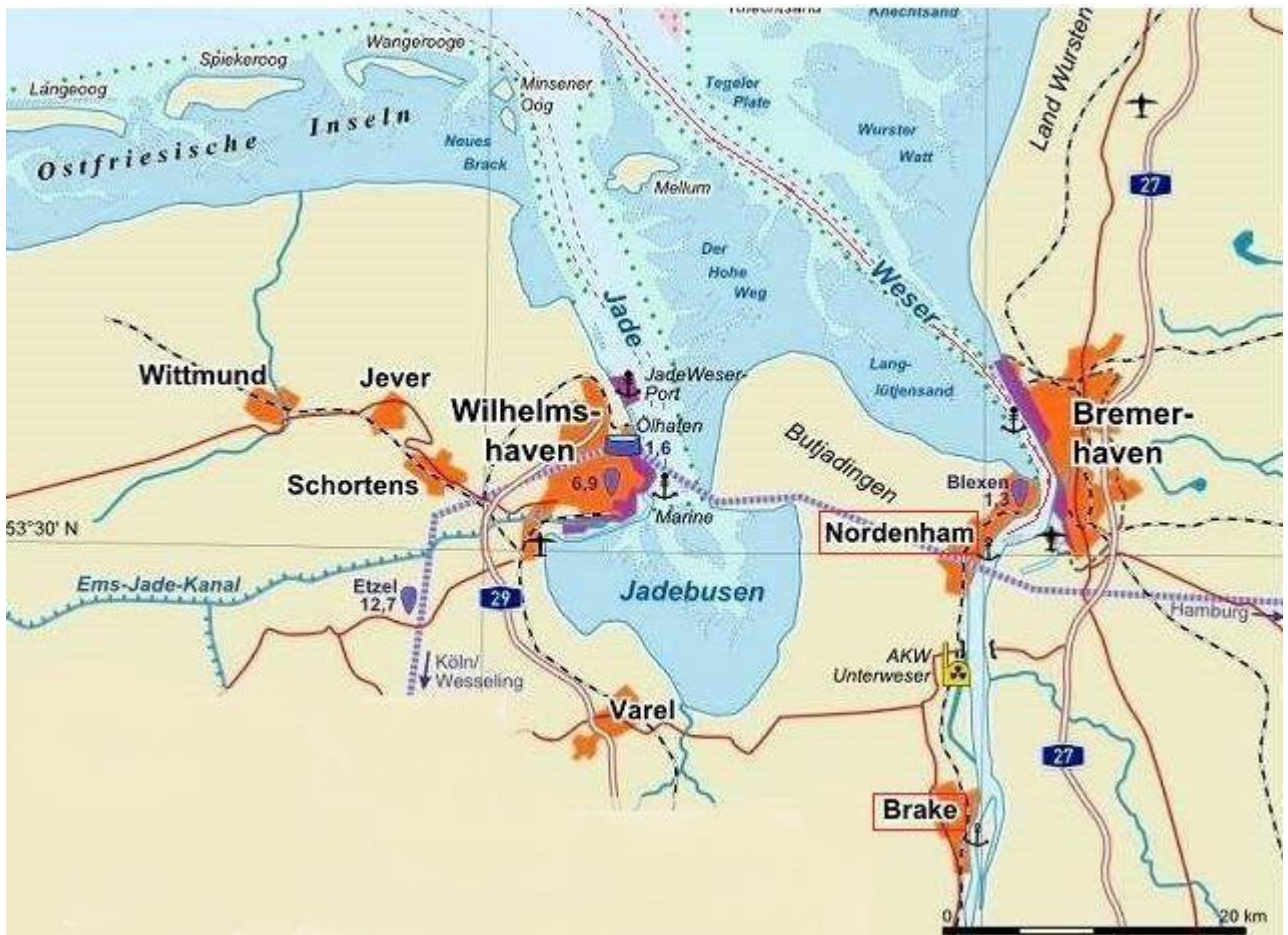 Knechtsand
Wangerooge
Spiekeroog
Langeoog
Minsener
Oog
Tegeler
Plate
Land Wursten
Ostfriesische Inseln
Neues
Brack
Wurster
Watt
Mellum
27
Der
Hohe
Weg
Jade
Weser
Wittmund
Jever
JadeWeser-
Port
Lang-
lütjensand
Wilhelms-
haven
Ölhafen
1,6
Bremer-
haven
Butjadingen
Schortens
6,9
Blexen
1,3
Marine
53°30' N
Nordenham
Ems-Jade-Kanal
Etzel
12,7
29
Jadebusen
Hamburg
Köln/
Wesseling
AKW
Unterweser
Varel
27
Brake
0
20 km